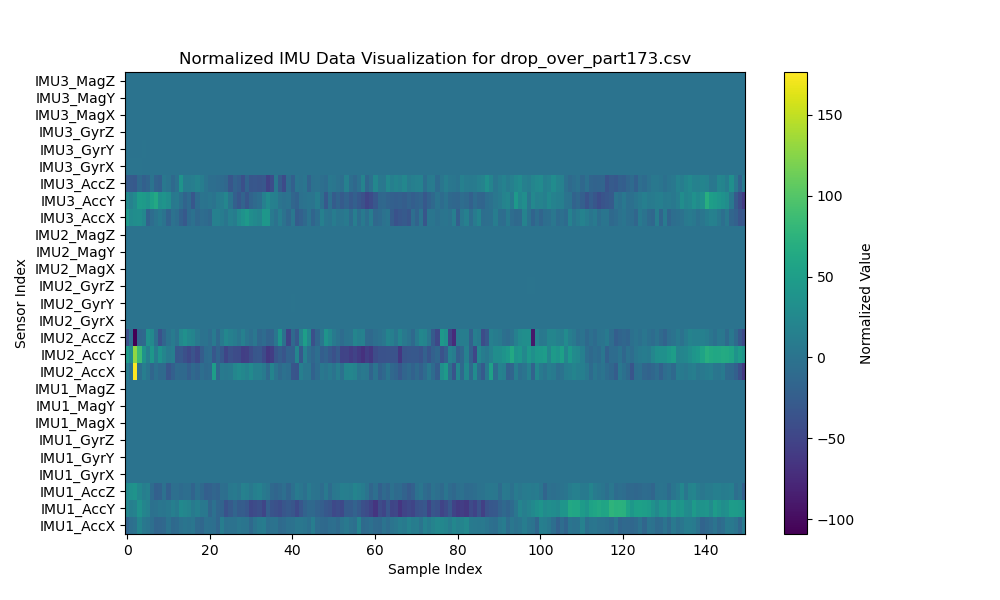 Normalized IMU Data Visualization for drop_over_part173.csv
IMU3_MagZ
IMU3_MagY
IMU3_MagX
IMU3_GyrZ
IMU3_GyrY
IMU3_GyrX
IMU3_AccZ
IMU3_AccY
IMU3_AccX
IMU2_MagZ
IMU2_MagY
IMU2_MagX
IMU2_GyrZ
IMU2_GyrY
IMU2_GyrX
IMU2_AccZ
IMU2_AccY
IMU2_AccX
IMU1_MagZ
IMU1_MagY
IMU1_MagX
IMU1_GyrZ
IMU1_GyrY
IMU1_GyrX
IMU1_AccZ
IMU1_AccY
IMU1_AccX
Sensor Index
0 20 40 60 80 100 120 140
Sample Index
150
100
50
0
−50
−100
Normalized Value